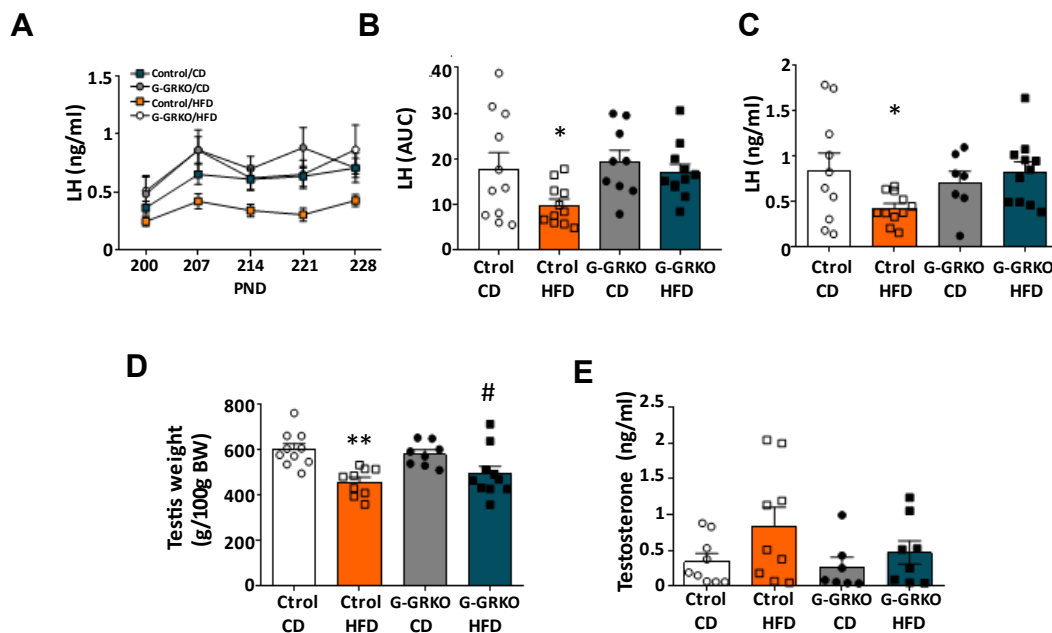 A
LH (ng/ml)
1.5
1
0.5
0
Control/CD
G-GRKO/CD
Control/HFD
G-GRKO/HFD
200 207 214 221 228
PND
B
LH (AUC)
40
30
20
10
0
*
Ctrol Ctrol G-GRKO G-GRKO
CD HFD CD HFD
C
LH (ng/ml)
2
1.5
1
0.5
0
*
Ctrol Ctrol G-GRKO G-GRKO
CD HFD CD HFD
D
Testis weight
(g/100g BW)
800
600
400
200
0
**
#
Ctrol Ctrol G-GRKO G-GRKO
CD HFD CD HFD
E
Testosterone (ng/ml)
2.5
2
1.5
1
0.5
0
Ctrol Ctrol G-GRKO G-GRKO
CD HFD CD HFD